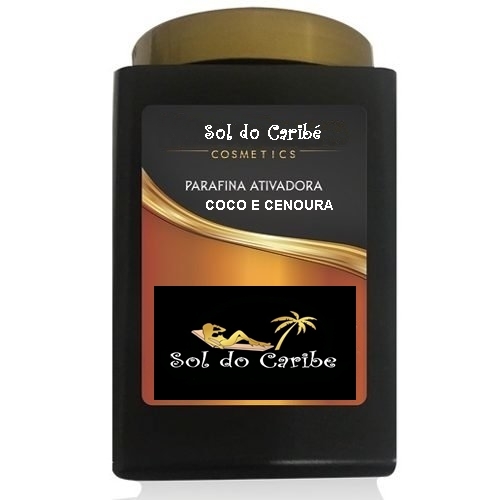 Sol do Caribé
COSMETICS
PARAFINA ATIVADORA
COCO E CENOURA
Sol do Caribe